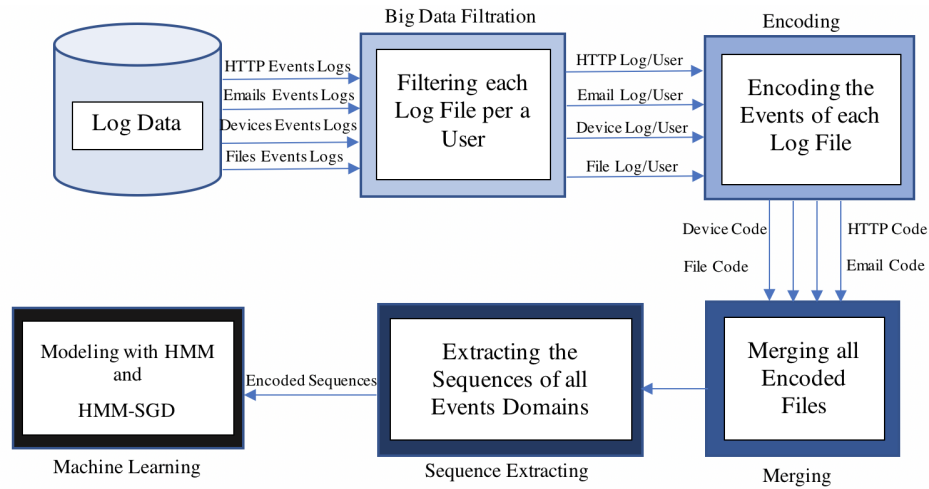 Big Data Filtration
Encoding
Log Data
HTTP Events Logs
Emails Events Logs
Devices Events Logs
Files Events Logs
Filtering each
Log File per a
User
HTTP Log/User
Email Log/User
Device Log/User
File Log/User
Encoding the
Events of each
Log File
Device Code
HTTP Code
File Code
Email Code
Modeling with HMM
and
HMM-SGD
Encoded Sequences
Extracting the
Sequences of all
Events Domains
Merging all
Encoded
Files
Machine Learning
Sequence Extracting
Merging